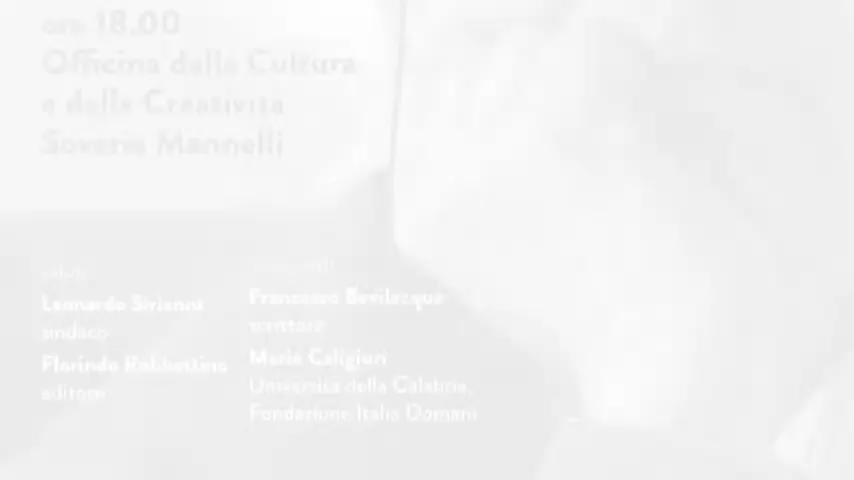 ore 18.00
Officina della Cultura
e della Creatività
Soveria Mannelli
saluti
Leonardo Sirianni
sindaco
Florindo Rubbettino
editore
Francesco Bevilacqua
scrittore
Mario Caligiuri
Università della Calabria,
Fondazione Italia Domani